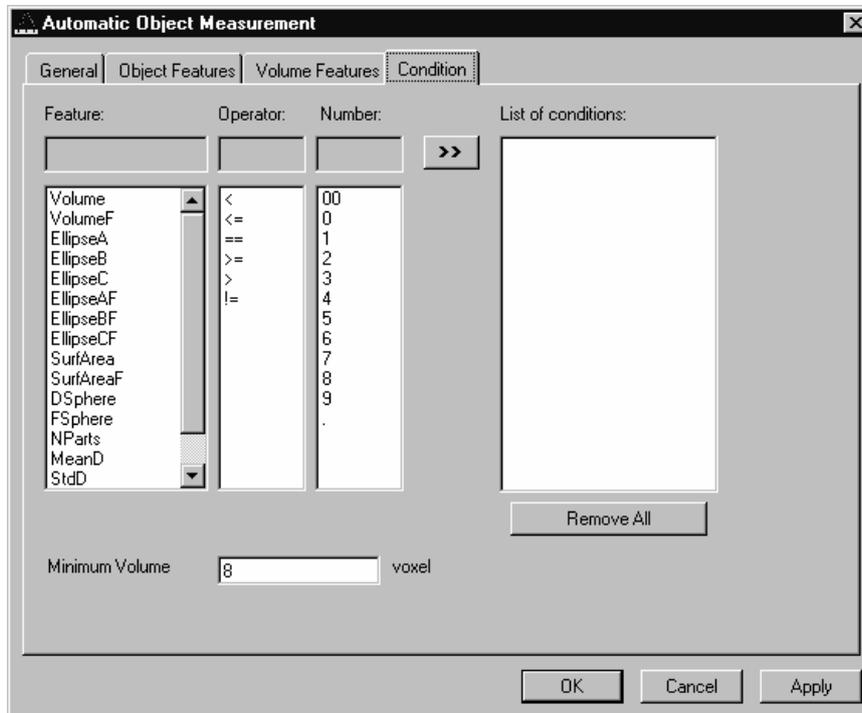 Automatic Object Measurement
General
Object Features
Volume Features
Condition
Feature:
Operator:
Number:
List of conditions:
>>
Volume
VolumeF
EllipseA
EllipseB
EllipseC
EllipseAF
EllipseBF
EllipseCF
SurfArea
SurfAreaF
DSphere
FSphere
NParts
MeanD
StdD
<
<=
==
>=
>
!=
00
0
1
2
3
4
5
6
7
8
9
.
Remove All
Minimum Volume
8
voxel
OK
Cancel
Apply